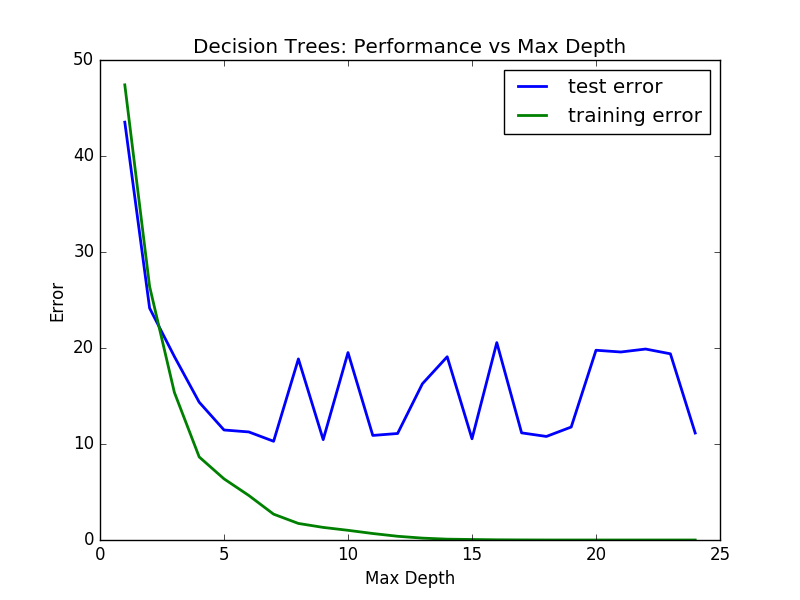 Decision Trees: Performance vs Max Depth
test error
training error
50
40
30
20
10
0
Error
0 5 10 15 20 25
Max Depth